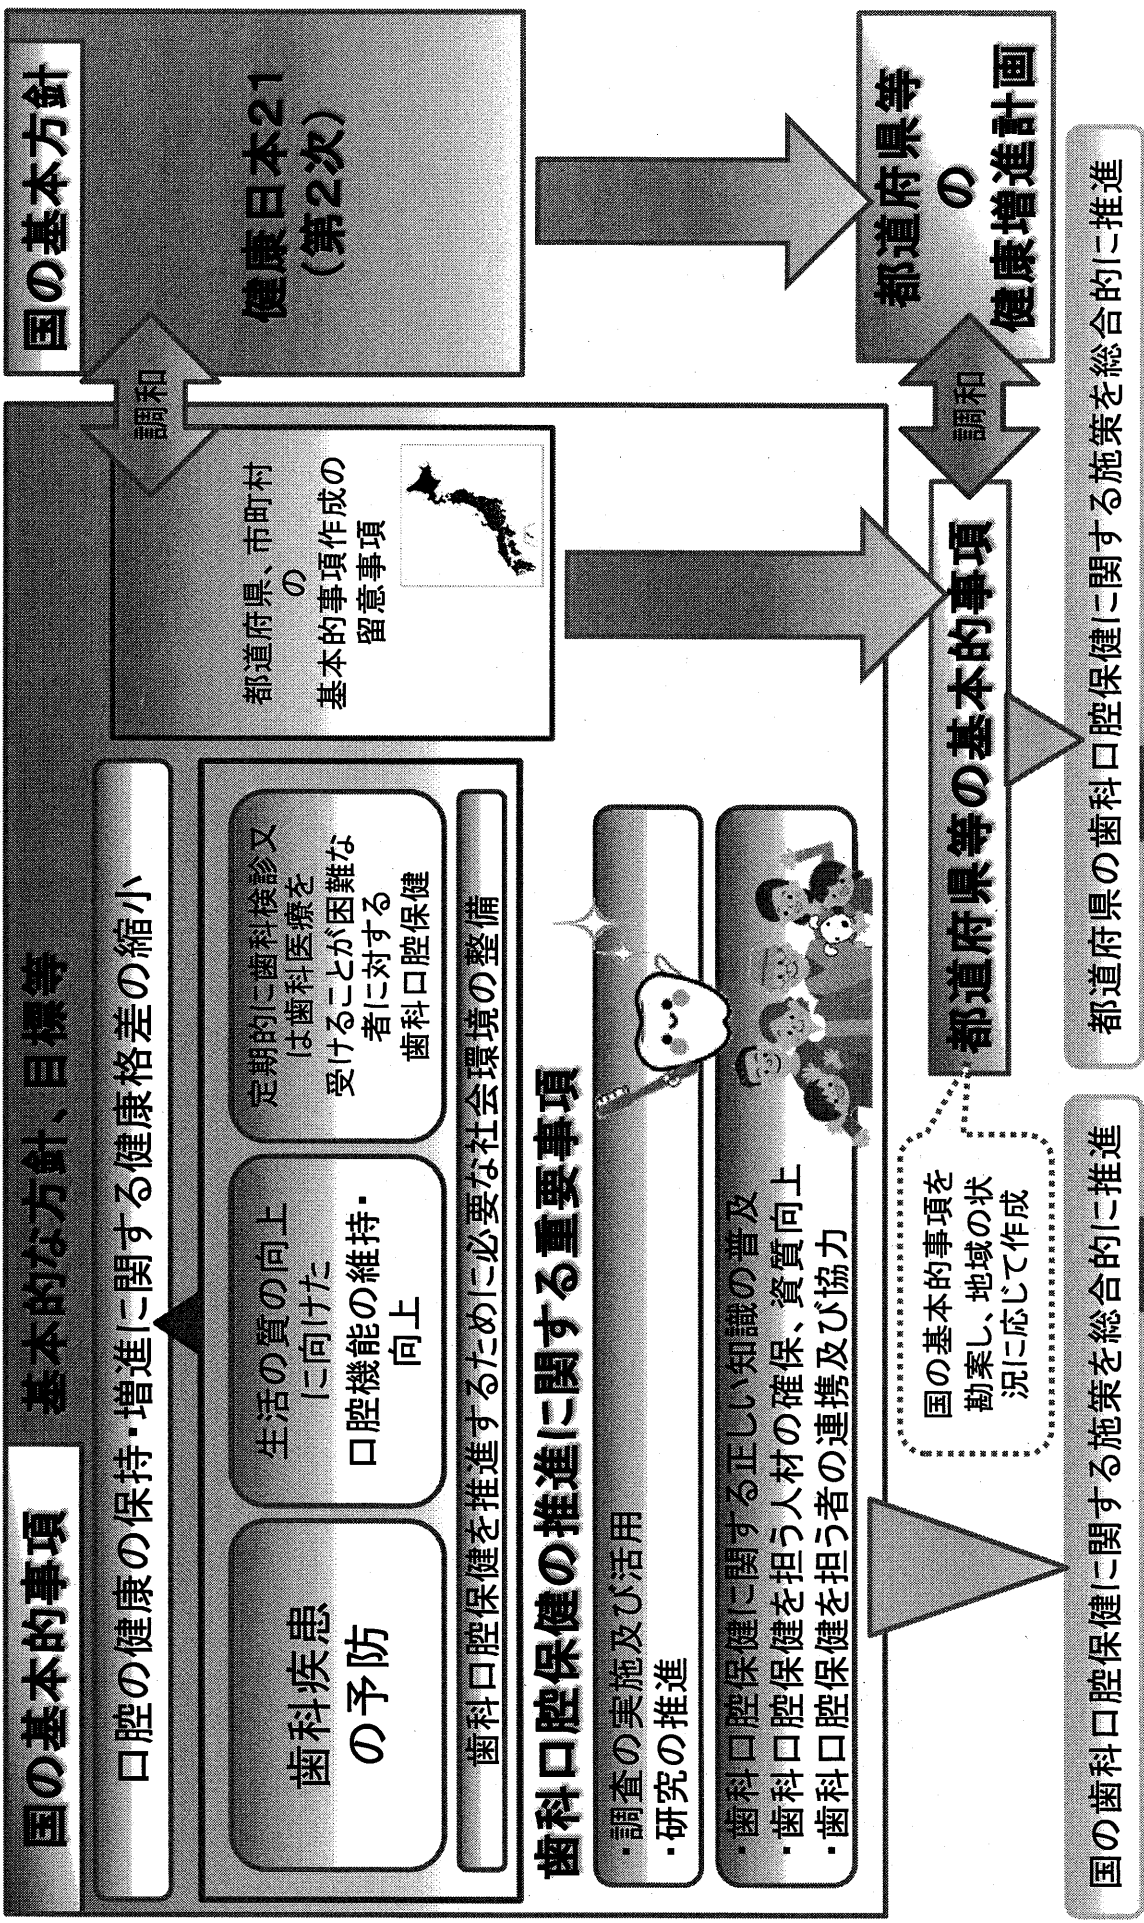 国の基本的事項
基本的な方針、目標等
口腔の健康の保持・増進に関する健康格差の縮小
歯科疾患
の予防
生活の質の向上
に向けた
口腔機能の維持・
向上
定期的に歯科検診又
は歯科医療を
受けることが困難な
者に対する
歯科口腔保健
歯科口腔保健を推進するために必要な社会環境の整備
歯科口腔保健の推進に関する重要事項
・調査の実施及び活用
・研究の推進
・歯科口腔保健に関する正しい知識の普及
・歯科口腔保健を担う人材の確保、資質向上
・歯科口腔保健を担う者の連携及び協力
都道府県、市町村
の
基本的事項作成の
留意事項
調和
国の基本方針
健康日本21
（第2次）
都道府県等
の
健康増進計画
調和
都道府県等の基本的事項
国の基本的事項を
勘案し、地域の状
況に応じて作成
国の歯科口腔保健に関する施策を総合的に推進
都道府県の歯科口腔保健に関する施策を総合的に推進